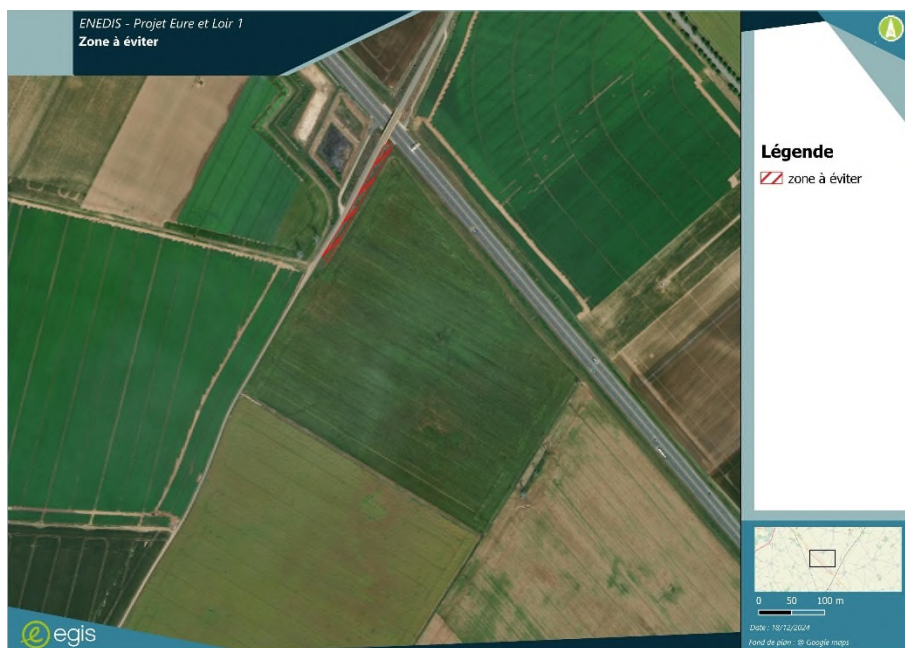 ENEDIS - Projet Eure et Loir 1
Zone à éviter
Légende
zone à éviter
0 50 100 m
Date : 18/12/2024
Fond de plan : @ Google maps
egis